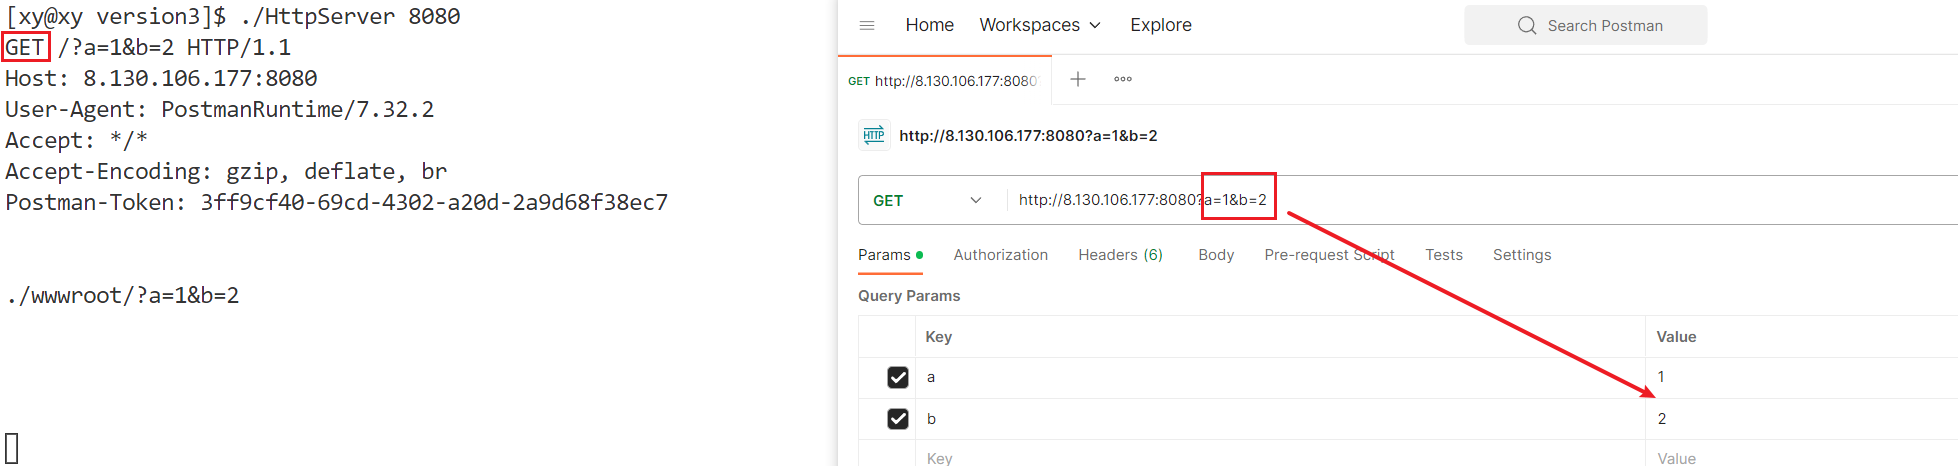 [xy@xy version3]$ ./HttpServer 8080
GET /?a=1&b=2 HTTP/1.1
Host: 8.130.106.177:8080
User-Agent: PostmanRuntime/7.32.2
Accept: */*
Accept-Encoding: gzip, deflate, br
Postman-Token: 3ff9cf40-69cd-4302-a20d-2a9d68f38ec7
./wwwroot/?a=1&b=2
Home Workspaces Explore Search Postman
GET http://8.130.106.177:8080
HTTP http://8.130.106.177:8080?a=1&b=2
GET http://8.130.106.177:8080?a=1&b=2
Params Authorization Headers (6) Body Pre-request Script Tests Settings
Query Params
Key Value
a 1
b 2
Key Value